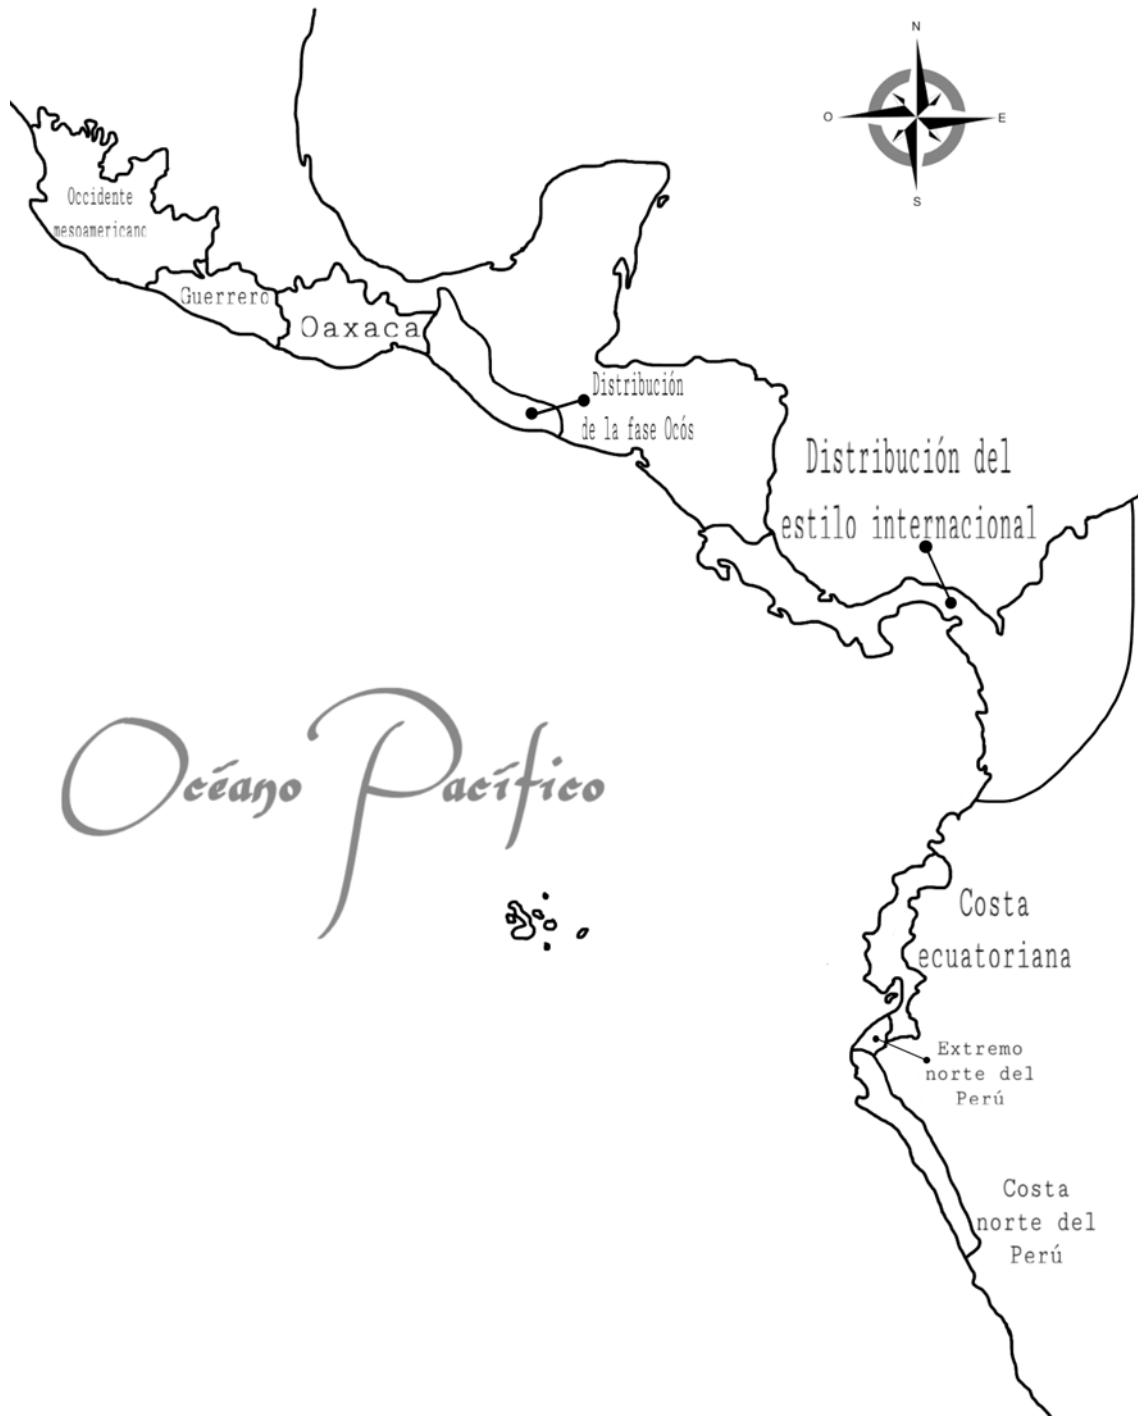 N
O
E
S
Occidente
mesoamericano
Guerrero
Oaxaca
Distribución
de la fase Ocós
Distribución del
estilo internacional
Océano Pacífico
Costa
ecuatoriana
Extremo
norte del
Perú
Costa
norte del
Perú